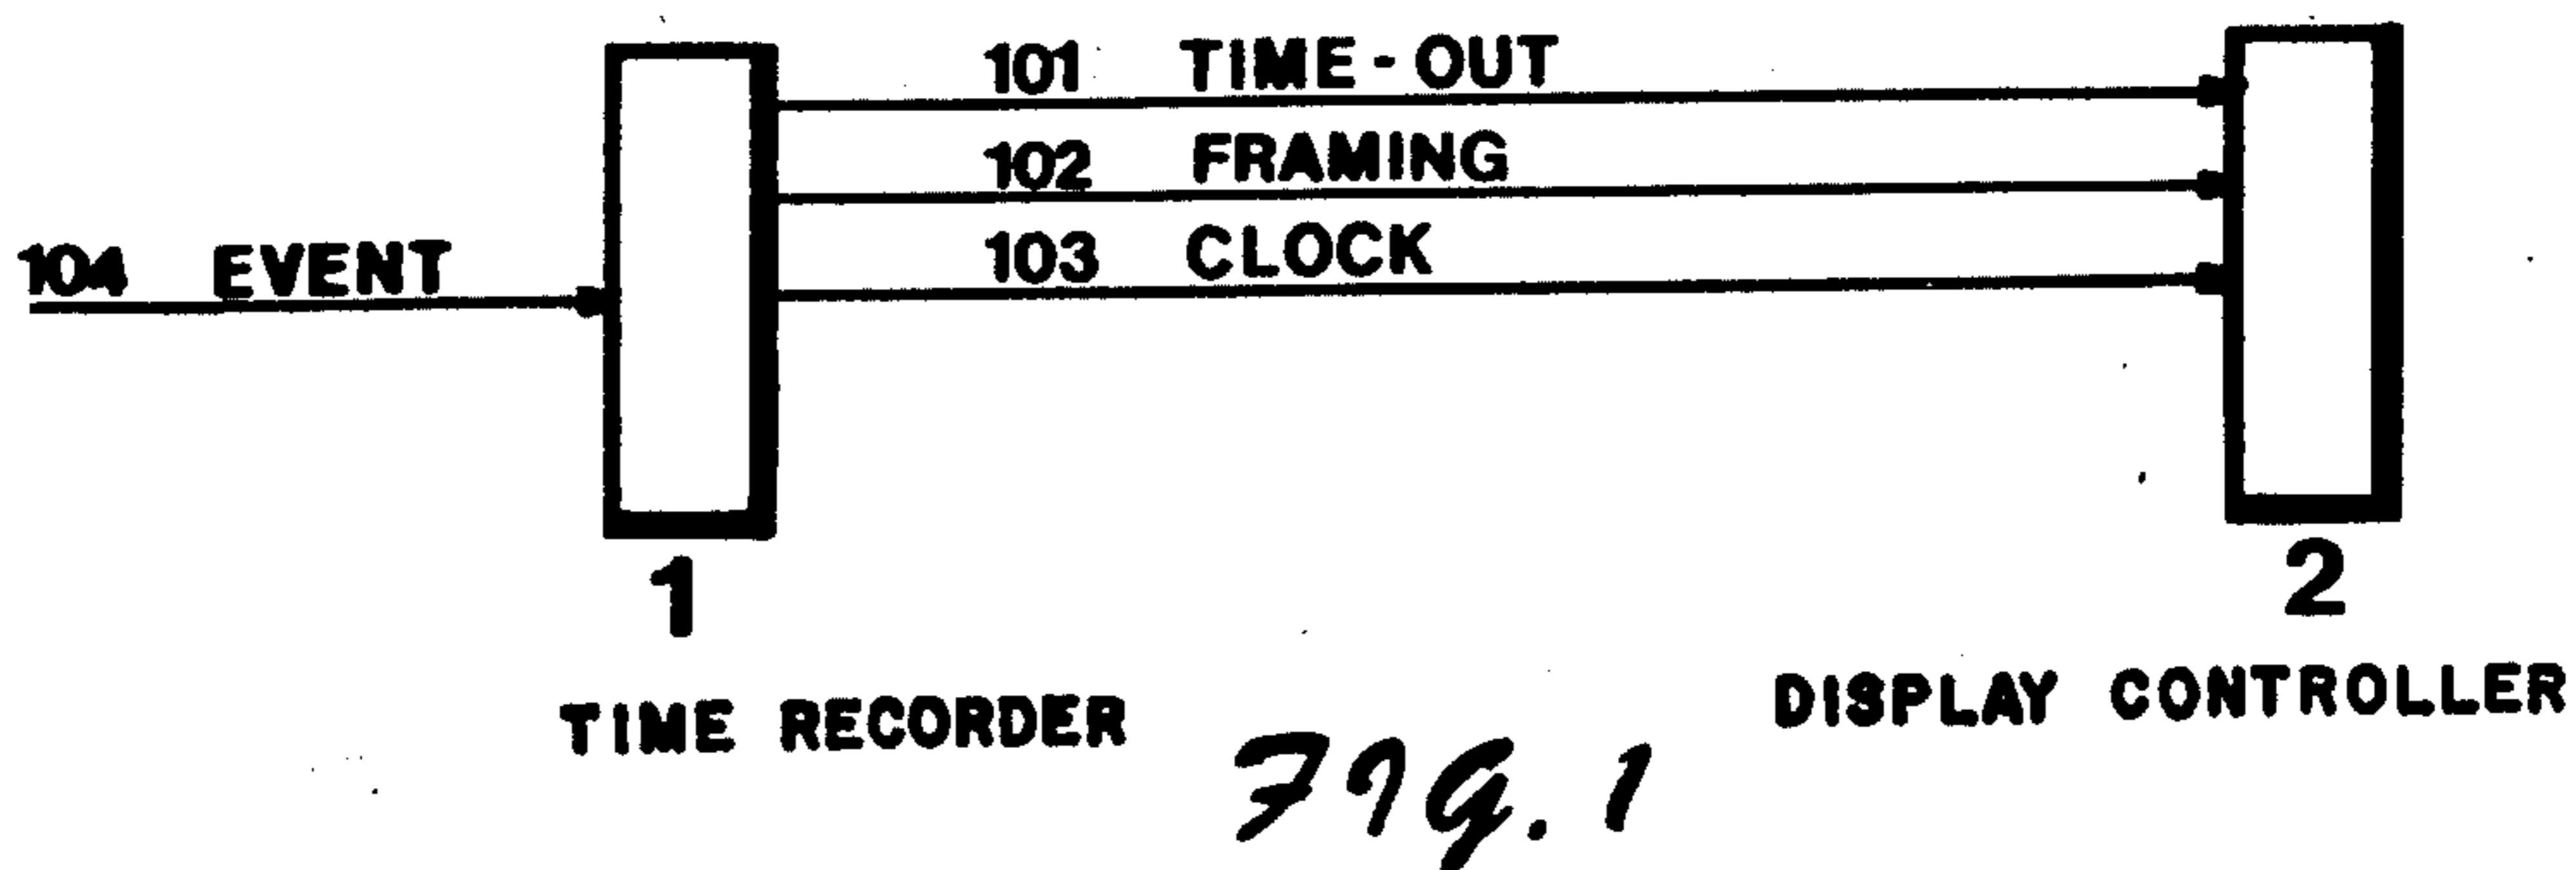 101 TIME-OUT
102 FRAMING
103 CLOCK
104 EVENT
1
2
TIME RECORDER
DISPLAY CONTROLLER
FIG. 1